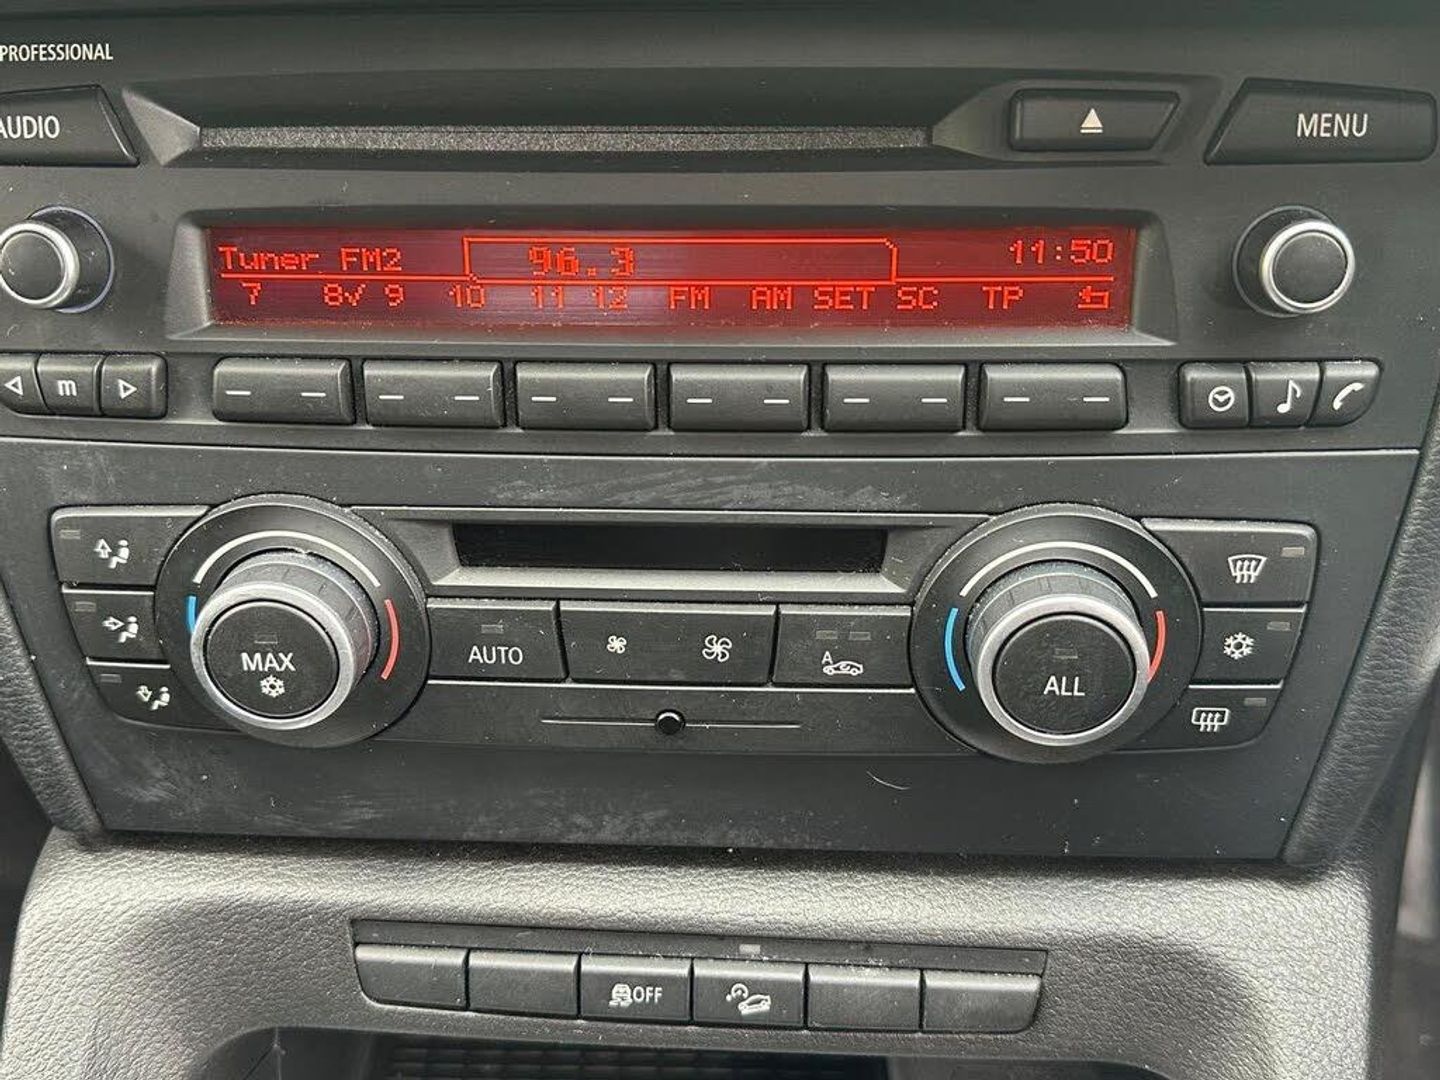 PROFESSIONAL
AUDIO
MENU
Tuner FM2 96.3 11:50
7 8√ 9 10 11 12 FM AM SET SC TP
m
MAX
AUTO
A
ALL
OFF